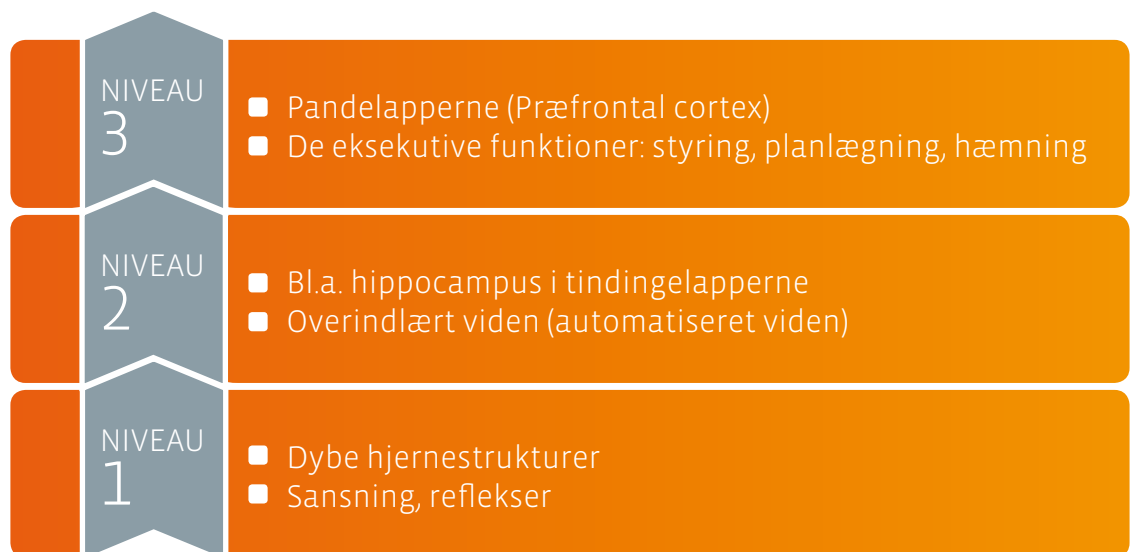 NIVEAU
3
Pandelapperne (Præfrontal cortex)
De eksekutive funktioner: styring, planlægning, hæmning
NIVEAU
2
Bl.a. hippocampus i tindingelapperne
Overindlært viden (automatiseret viden)
NIVEAU
1
Dybe hjernestrukturer
Sansning, reflekser